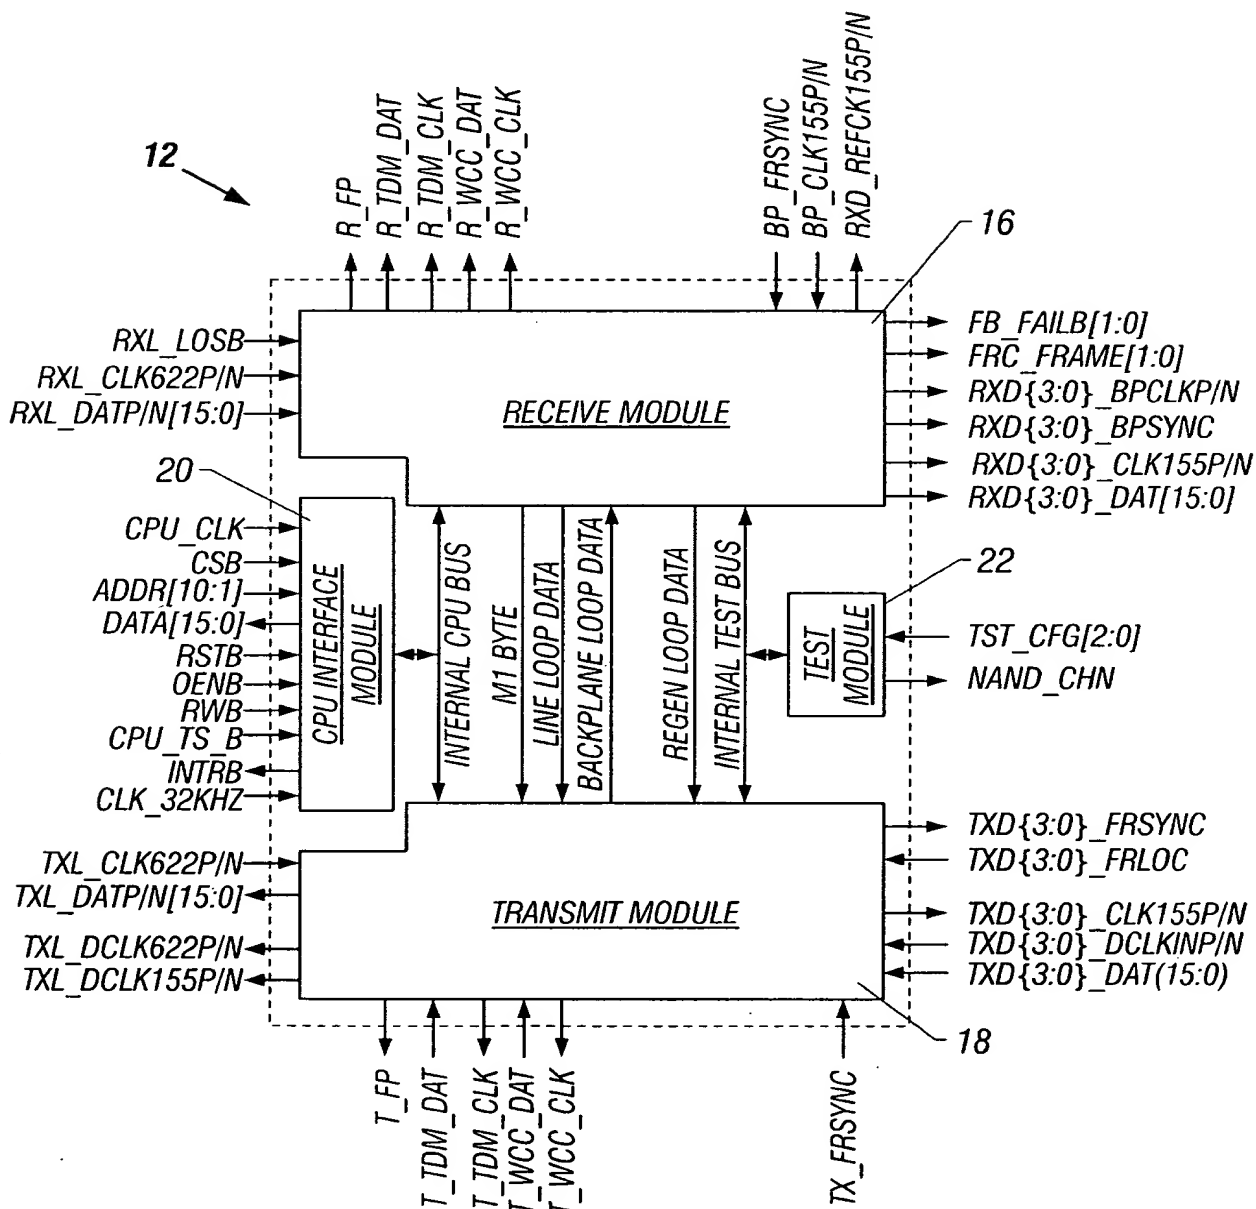 12
R_FP
R_TDM_DAT
R_TDM_CLK
R_WCC_DAT
R_WCC_CLK
BP_FRSYNC
BP_CLK155P/N
RXD_REFCK155P/N
16
RXL_LOSB
RXL_CLK622P/N
RXL_DATP/N[15:0]
RECEIVE MODULE
FB_FAILB[1:0]
FRC_FRAME[1:0]
RXD{3:0}_BPCLKP/N
RXD{3:0}_BPSYNC
RXD{3:0}_CLK155P/N
RXD{3:0}_DAT[15:0]
20
CPU_CLK
CSB
ADDR[10:1]
DATA[15:0]
RSTB
OENB
RWB
CPU_TS_B
INTRB
CLK_32KHZ
CPU INTERFACE
MODULE
INTERNAL CPU BUS
M1 BYTE
LINE LOOP DATA
BACKPLANE LOOP DATA
REGEN LOOP DATA
INTERNAL TEST BUS
TEST
MODULE
22
TST_CFG[2:0]
NAND_CHN
TXL_CLK622P/N
TXL_DATP/N[15:0]
TXL_DCLK622P/N
TXL_DCLK155P/N
TRANSMIT MODULE
TXD{3:0}_FRSYNC
TXD{3:0}_FRLOC
TXD{3:0}_CLK155P/N
TXD{3:0}_DCLKINP/N
TXD{3:0}_DAT(15:0)
18
T_FP
T_TDM_DAT
T_TDM_CLK
T_WCC_DAT
T_WCC_CLK
TX_FRSYNC